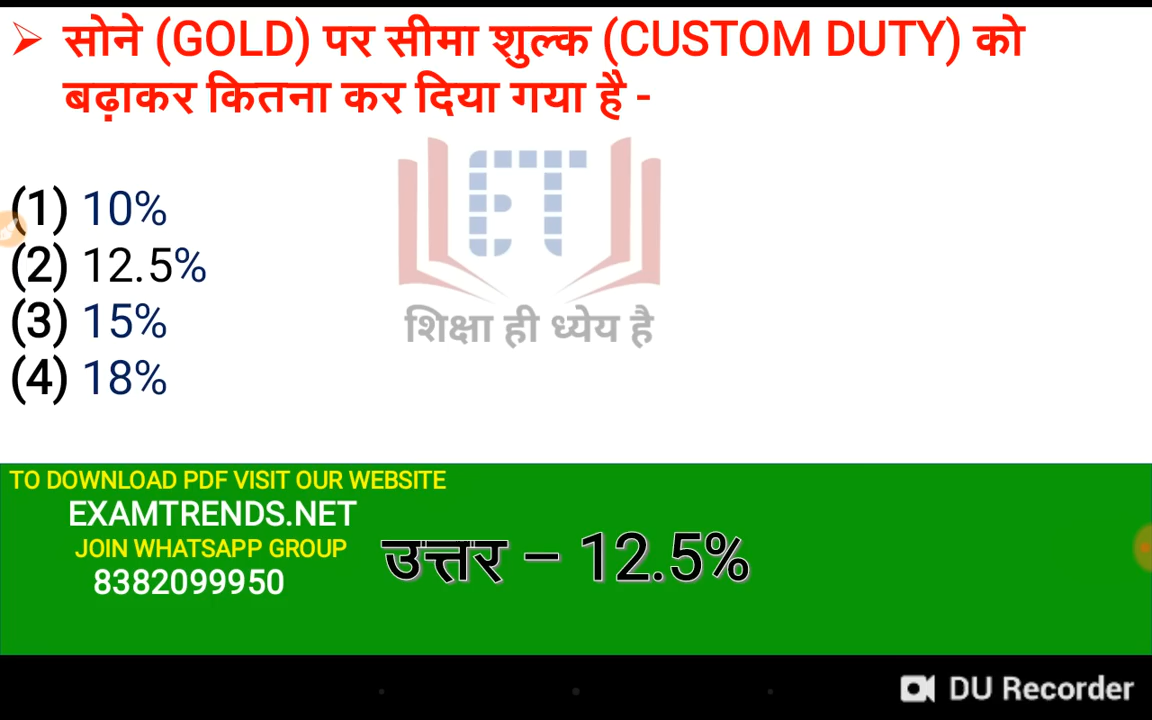 ➢ सोने (GOLD) पर सीमा शुल्क (CUSTOM DUTY) को
बढ़ाकर कितना कर दिया गया है -
(1) 10%
(2) 12.5%
(3) 15%
(4) 18%
ET
शिक्षा ही ध्येय है
TO DOWNLOAD PDF VISIT OUR WEBSITE
EXAMTRENDS.NET
JOIN WHATSAPP GROUP
8382099950
उत्तर – 12.5%
DU Recorder